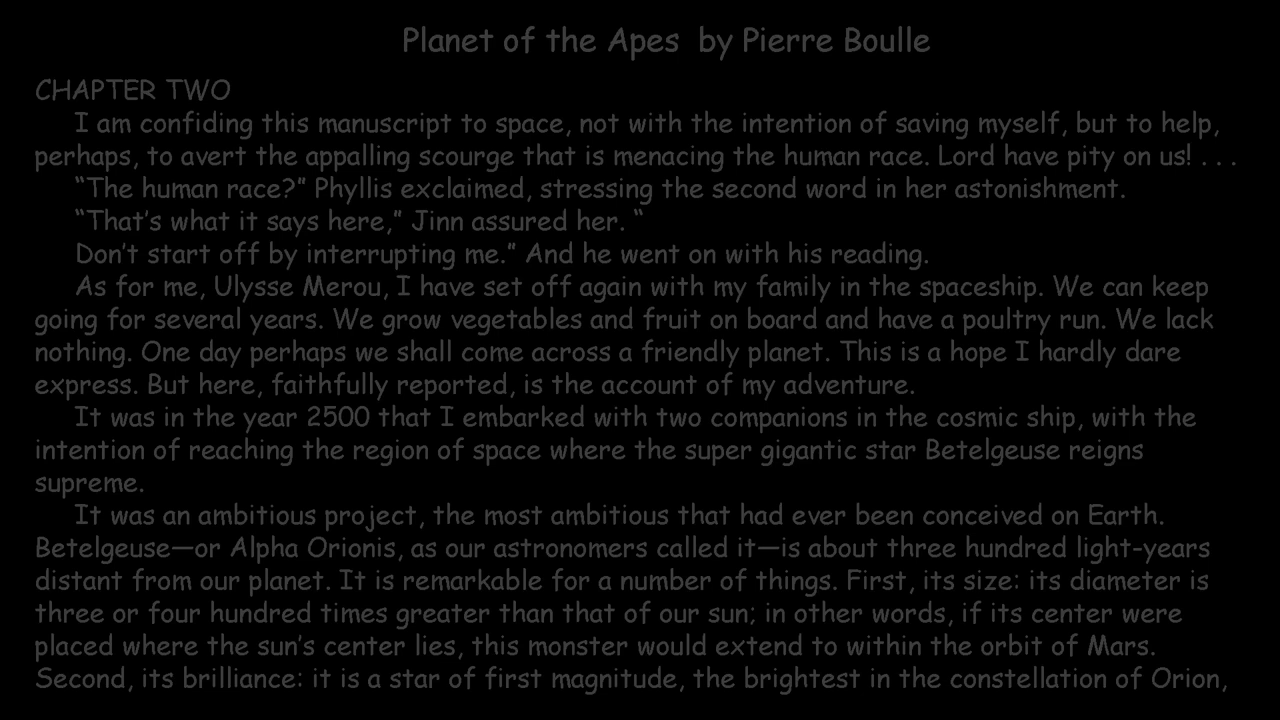 Planet of the Apes by Pierre Boulle
CHAPTER TWO
I am confiding this manuscript to space, not with the intention of saving myself, but to help,
perhaps, to avert the appalling scourge that is menacing the human race. Lord have pity on us! . . .
“The human race?” Phyllis exclaimed, stressing the second word in her astonishment.
“That’s what it says here,” Jinn assured her. “
Don’t start off by interrupting me.” And he went on with his reading.
As for me, Ulysse Merou, I have set off again with my family in the spaceship. We can keep
going for several years. We grow vegetables and fruit on board and have a poultry run. We lack
nothing. One day perhaps we shall come across a friendly planet. This is a hope I hardly dare
express. But here, faithfully reported, is the account of my adventure.
It was in the year 2500 that I embarked with two companions in the cosmic ship, with the
intention of reaching the region of space where the super gigantic star Betelgeuse reigns
supreme.
It was an ambitious project, the most ambitious that had ever been conceived on Earth.
Betelgeuse—or Alpha Orionis, as our astronomers called it—is about three hundred light-years
distant from our planet. It is remarkable for a number of things. First, its size: its diameter is
three or four hundred times greater than that of our sun; in other words, if its center were
placed where the sun’s center lies, this monster would extend to within the orbit of Mars.
Second, its brilliance: it is a star of first magnitude, the brightest in the constellation of Orion,